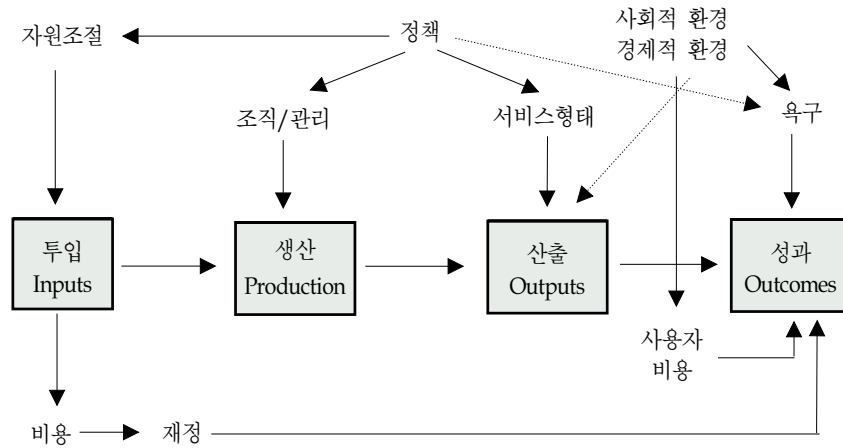 사회적 환경
자원조절 정책 경제적 환경
조직/관리 서비스형태 욕구
투입 생산 산출 성과
Inputs Production Outputs Outcomes
사용자
비용
비용 재정